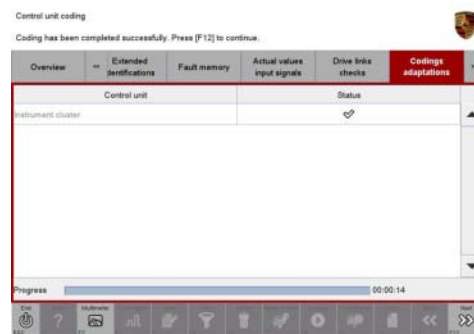 Control unit coding
Coding has been completed successfully. Press [F12] to continue.
Overview
Extended
identifications
Fault memory
Actual values
input signals
Drive links
checks
Codings
adaptations
Control unit
Status
Instrument cluster
Progress
00:00:14
Multimeter